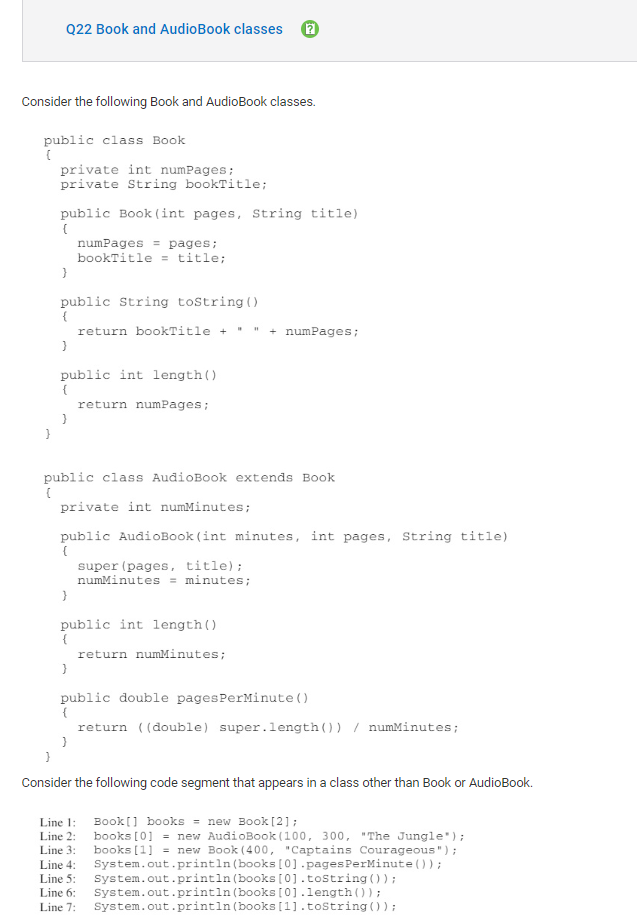 Q22 Book and AudioBook classes
Consider the following Book and AudioBook classes.
public class Book
{
private int numPages;
private String bookTitle;
public Book(int pages, String title)
{
numPages = pages;
bookTitle = title;
}
public String toString()
{
return bookTitle + " " + numPages;
}
public int length()
{
return numPages;
}
}
public class AudioBook extends Book
{
private int numMinutes;
public AudioBook(int minutes, int pages, String title)
{
super(pages, title);
numMinutes = minutes;
}
public int length()
{
return numMinutes;
}
public double pagesPerMinute()
{
return ((double) super.length()) / numMinutes;
}
}
Consider the following code segment that appears in a class other than Book or AudioBook.
Line 1: Book[] books = new Book[2];
Line 2: books[0] = new AudioBook(100, 300, "The Jungle");
Line 3: books[1] = new Book(400, "Captains Courageous");
Line 4: System.out.println(books[0].pagesPerMinute());
Line 5: System.out.println(books[0].toString());
Line 6: System.out.println(books[0].length());
Line 7: System.out.println(books[1].toString());